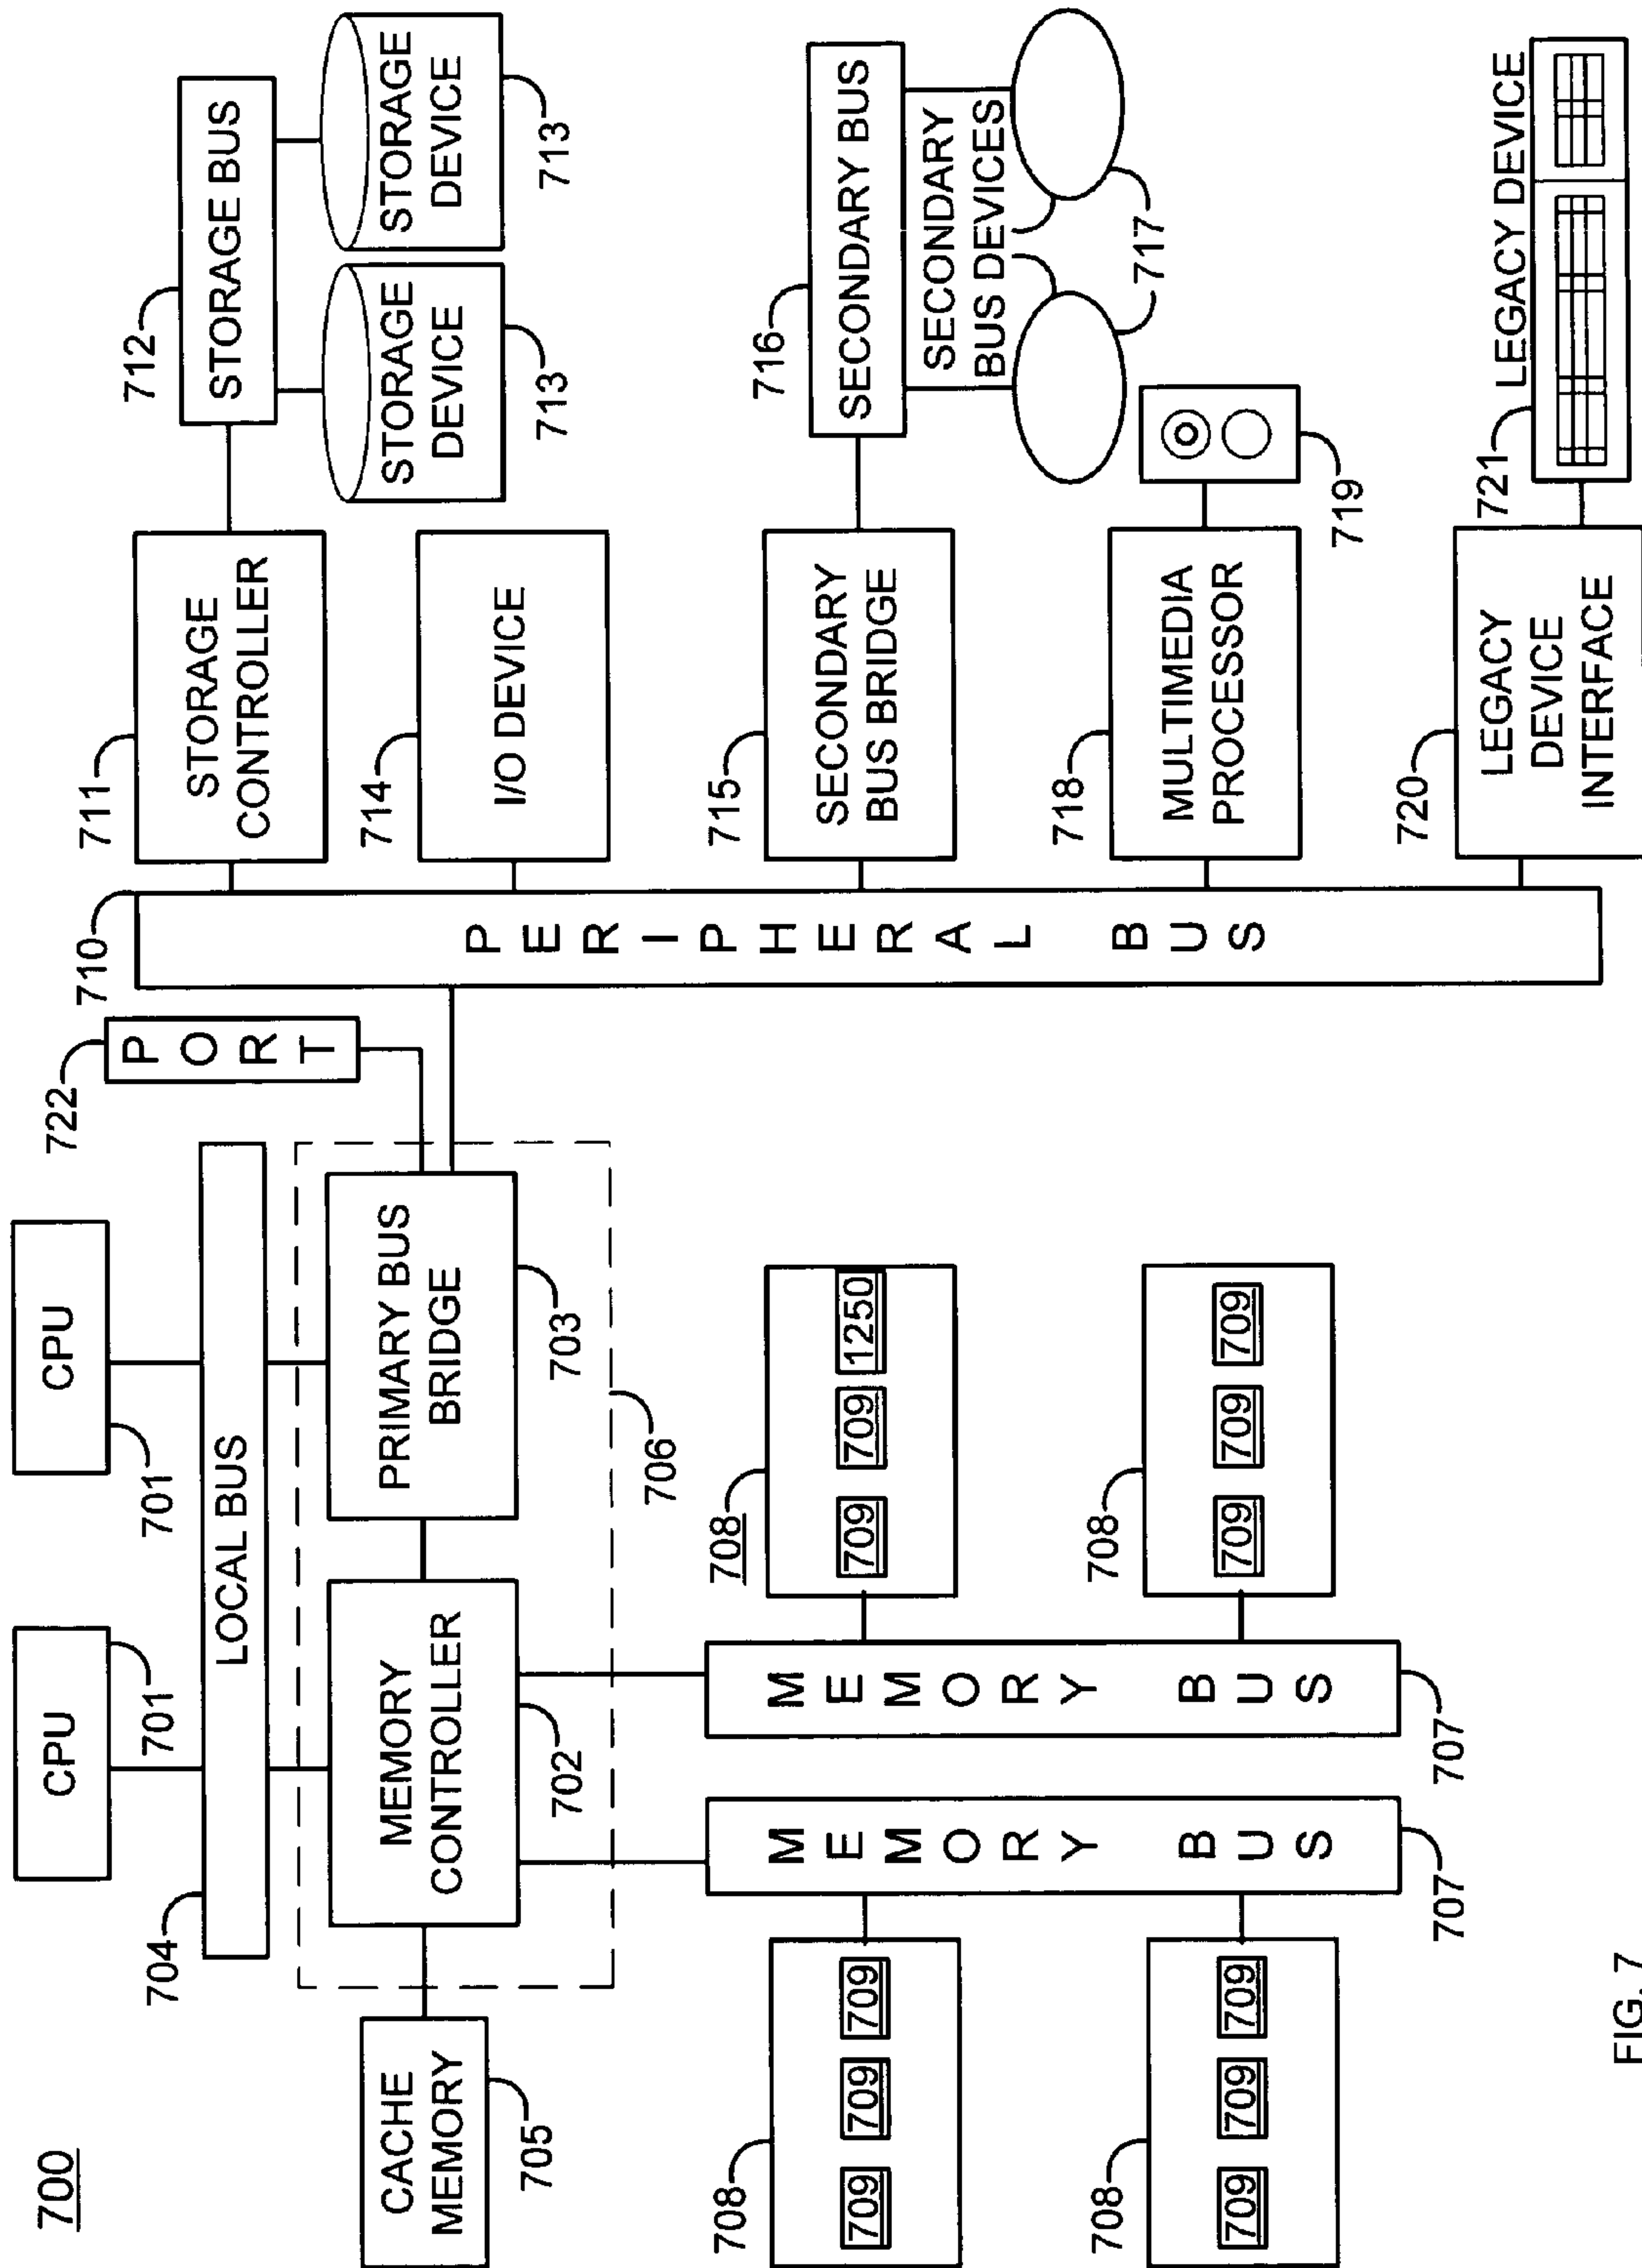 700
CPU
701
CPU
701
704
LOCAL BUS
CACHE
MEMORY
705
MEMORY
CONTROLLER
702
PRIMARY BUS
BRIDGE
703
706
722
PORT
710
PERIPHERAL BUS
708
709 709 709
708
709 709 709
MEMORY BUS
707
MEMORY BUS
707
708
709 709 1250
708
709 709 709
711
STORAGE
CONTROLLER
712
STORAGE BUS
STORAGE
DEVICE
713
STORAGE
DEVICE
713
714
I/O DEVICE
715
SECONDARY
BUS BRIDGE
716
SECONDARY BUS
SECONDARY
BUS DEVICES
717
718
MULTIMEDIA
PROCESSOR
719
720
LEGACY
DEVICE
INTERFACE
721
LEGACY DEVICE
FIG. 7